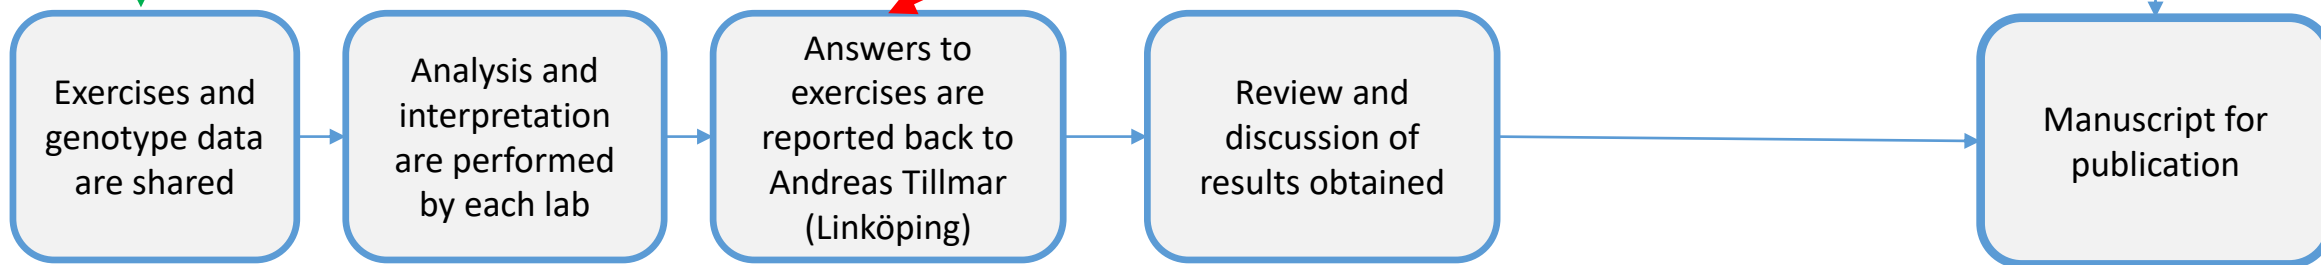 Exercises and
genotype data
are shared
Analysis and
interpretation
are performed
by each lab
Answers to
exercises are
reported back to
Andreas Tillmar
(Linköping)
Review and
discussion of
results obtained
Manuscript for
publication